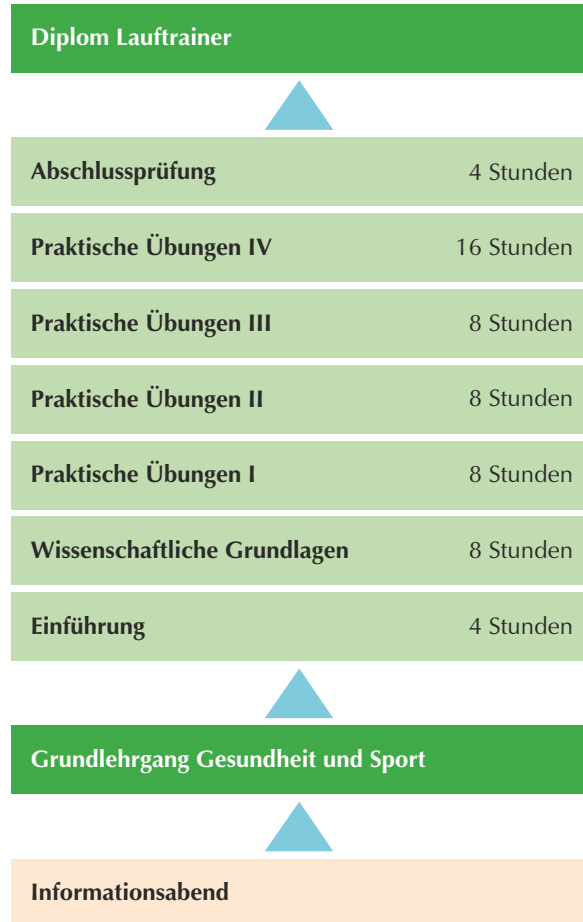 Diplom Lauftrainer
Abschlussprüfung 4 Stunden
Praktische Übungen IV 16 Stunden
Praktische Übungen III 8 Stunden
Praktische Übungen II 8 Stunden
Praktische Übungen I 8 Stunden
Wissenschaftliche Grundlagen 8 Stunden
Einführung 4 Stunden
Grundlehrgang Gesundheit und Sport
Informationsabend